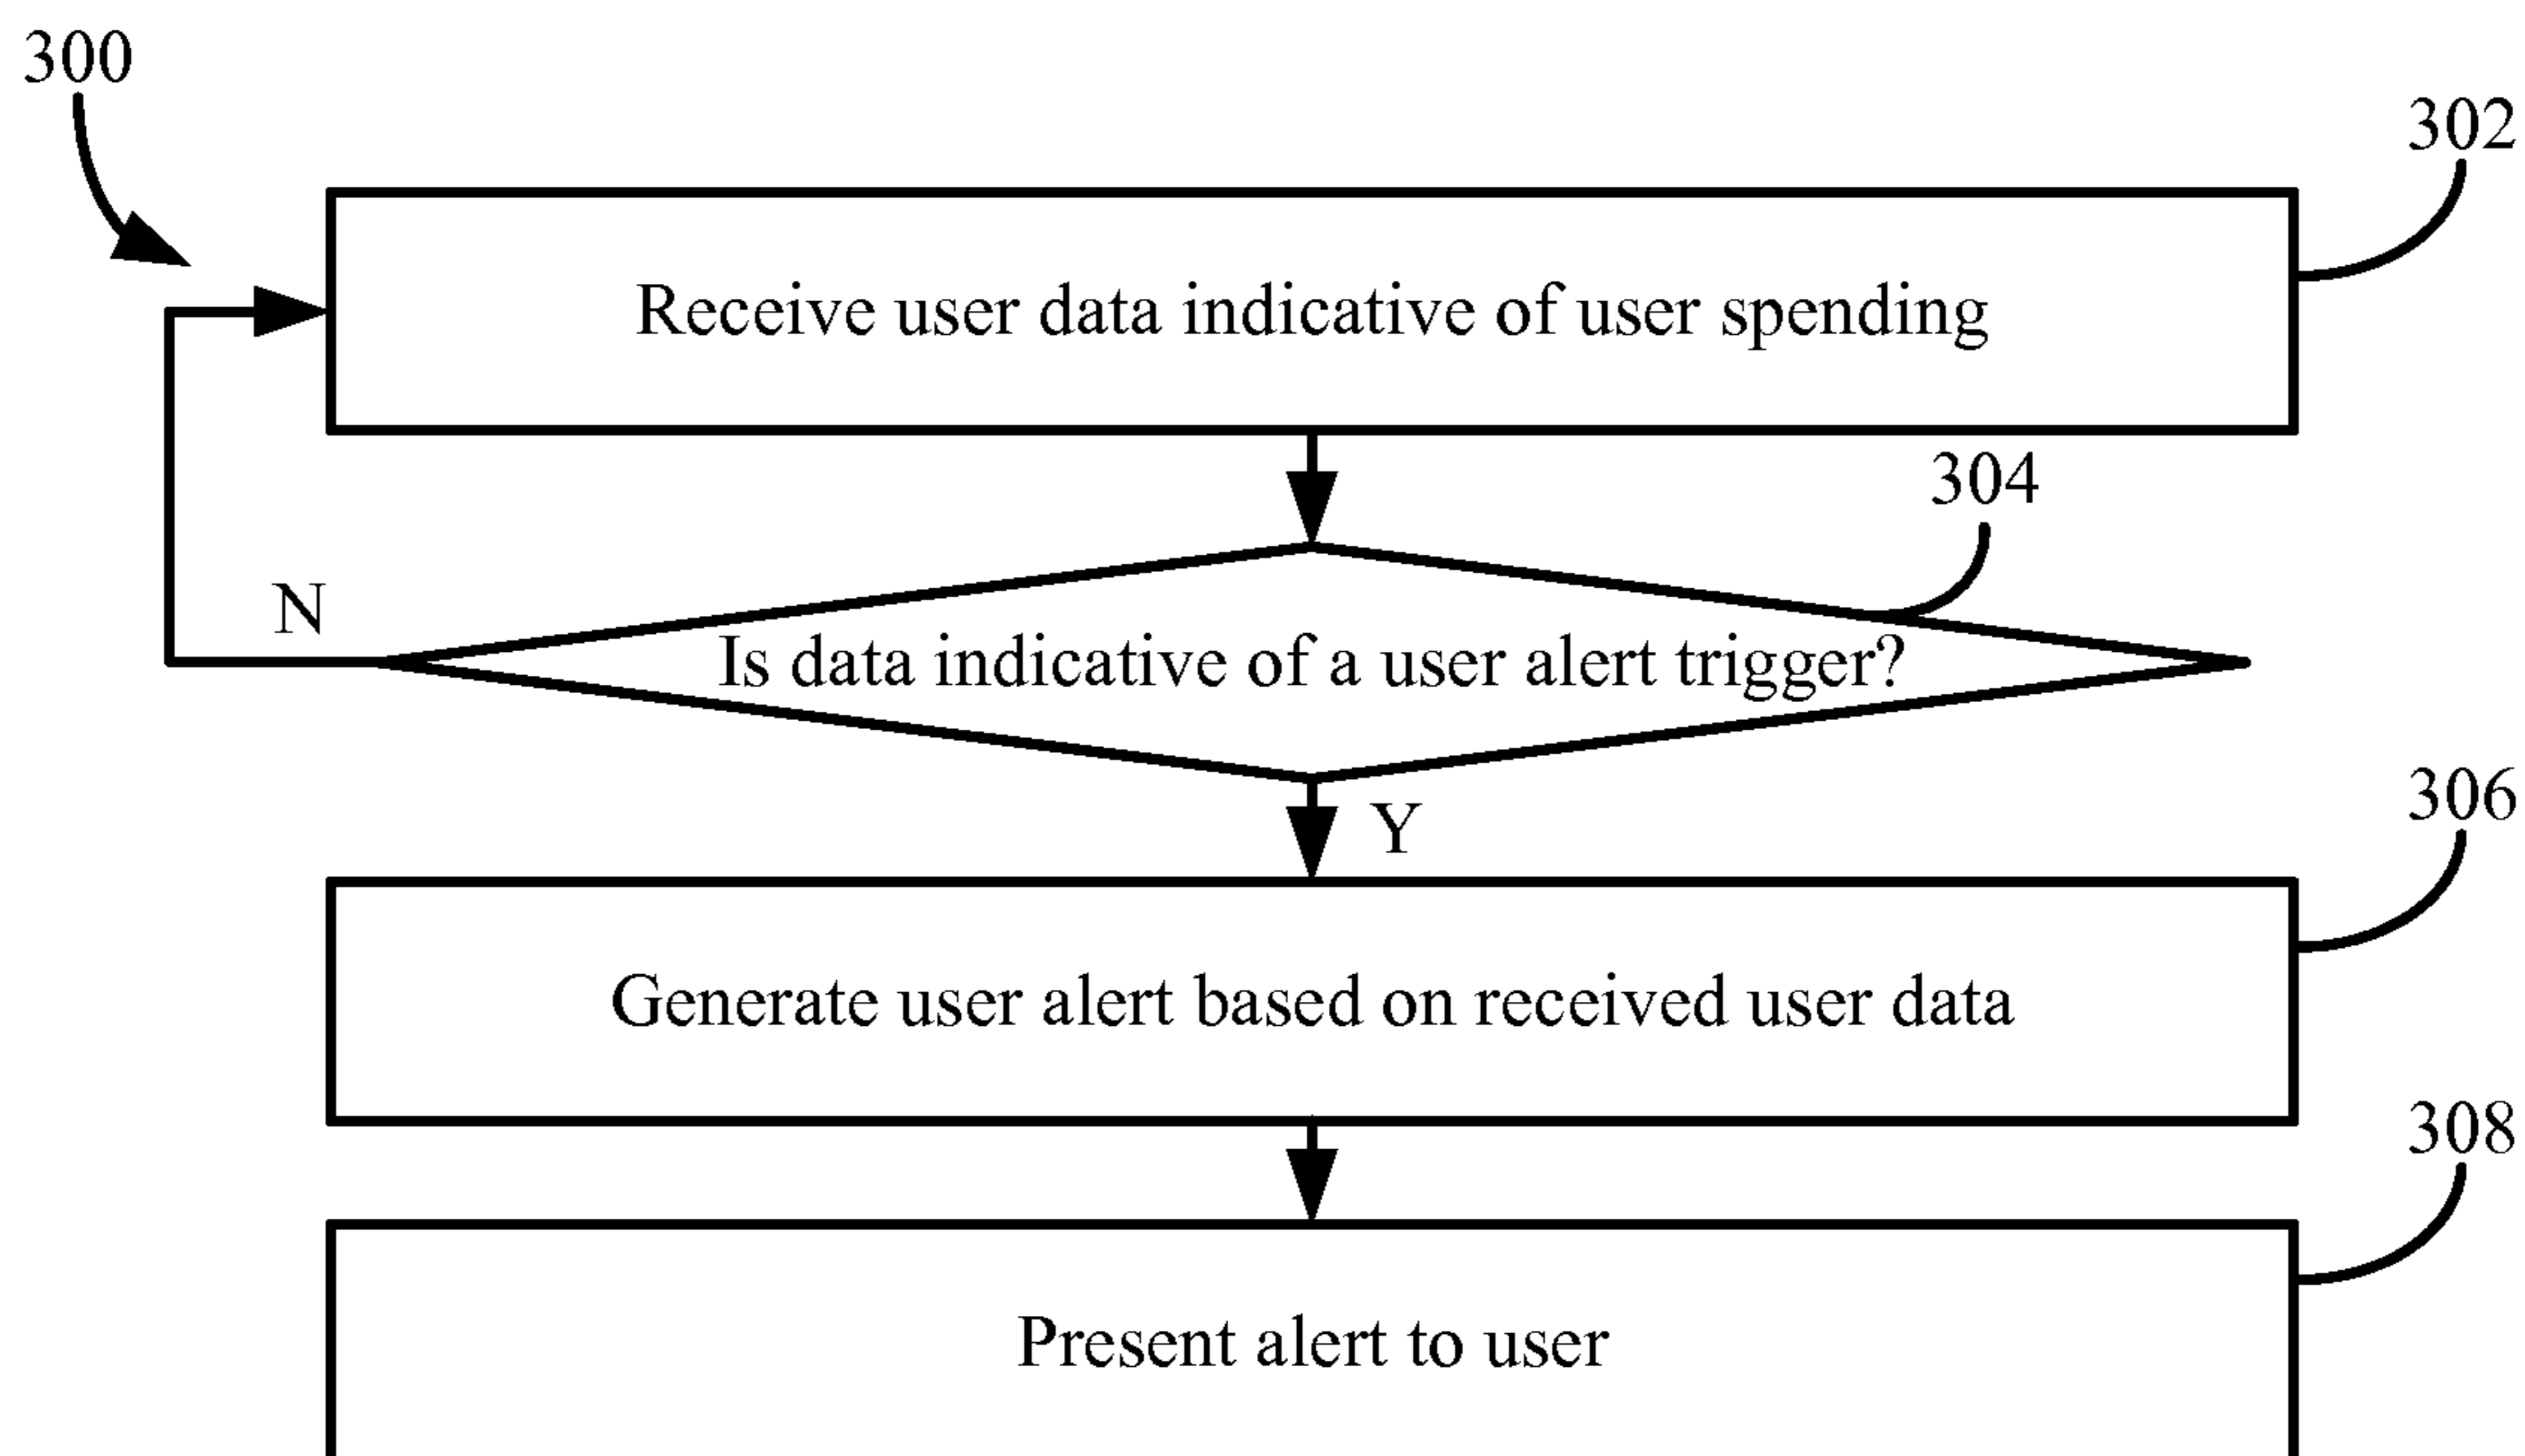 300
302
Receive user data indicative of user spending
304
N
Is data indicative of a user alert trigger?
Y
306
Generate user alert based on received user data
308
Present alert to user